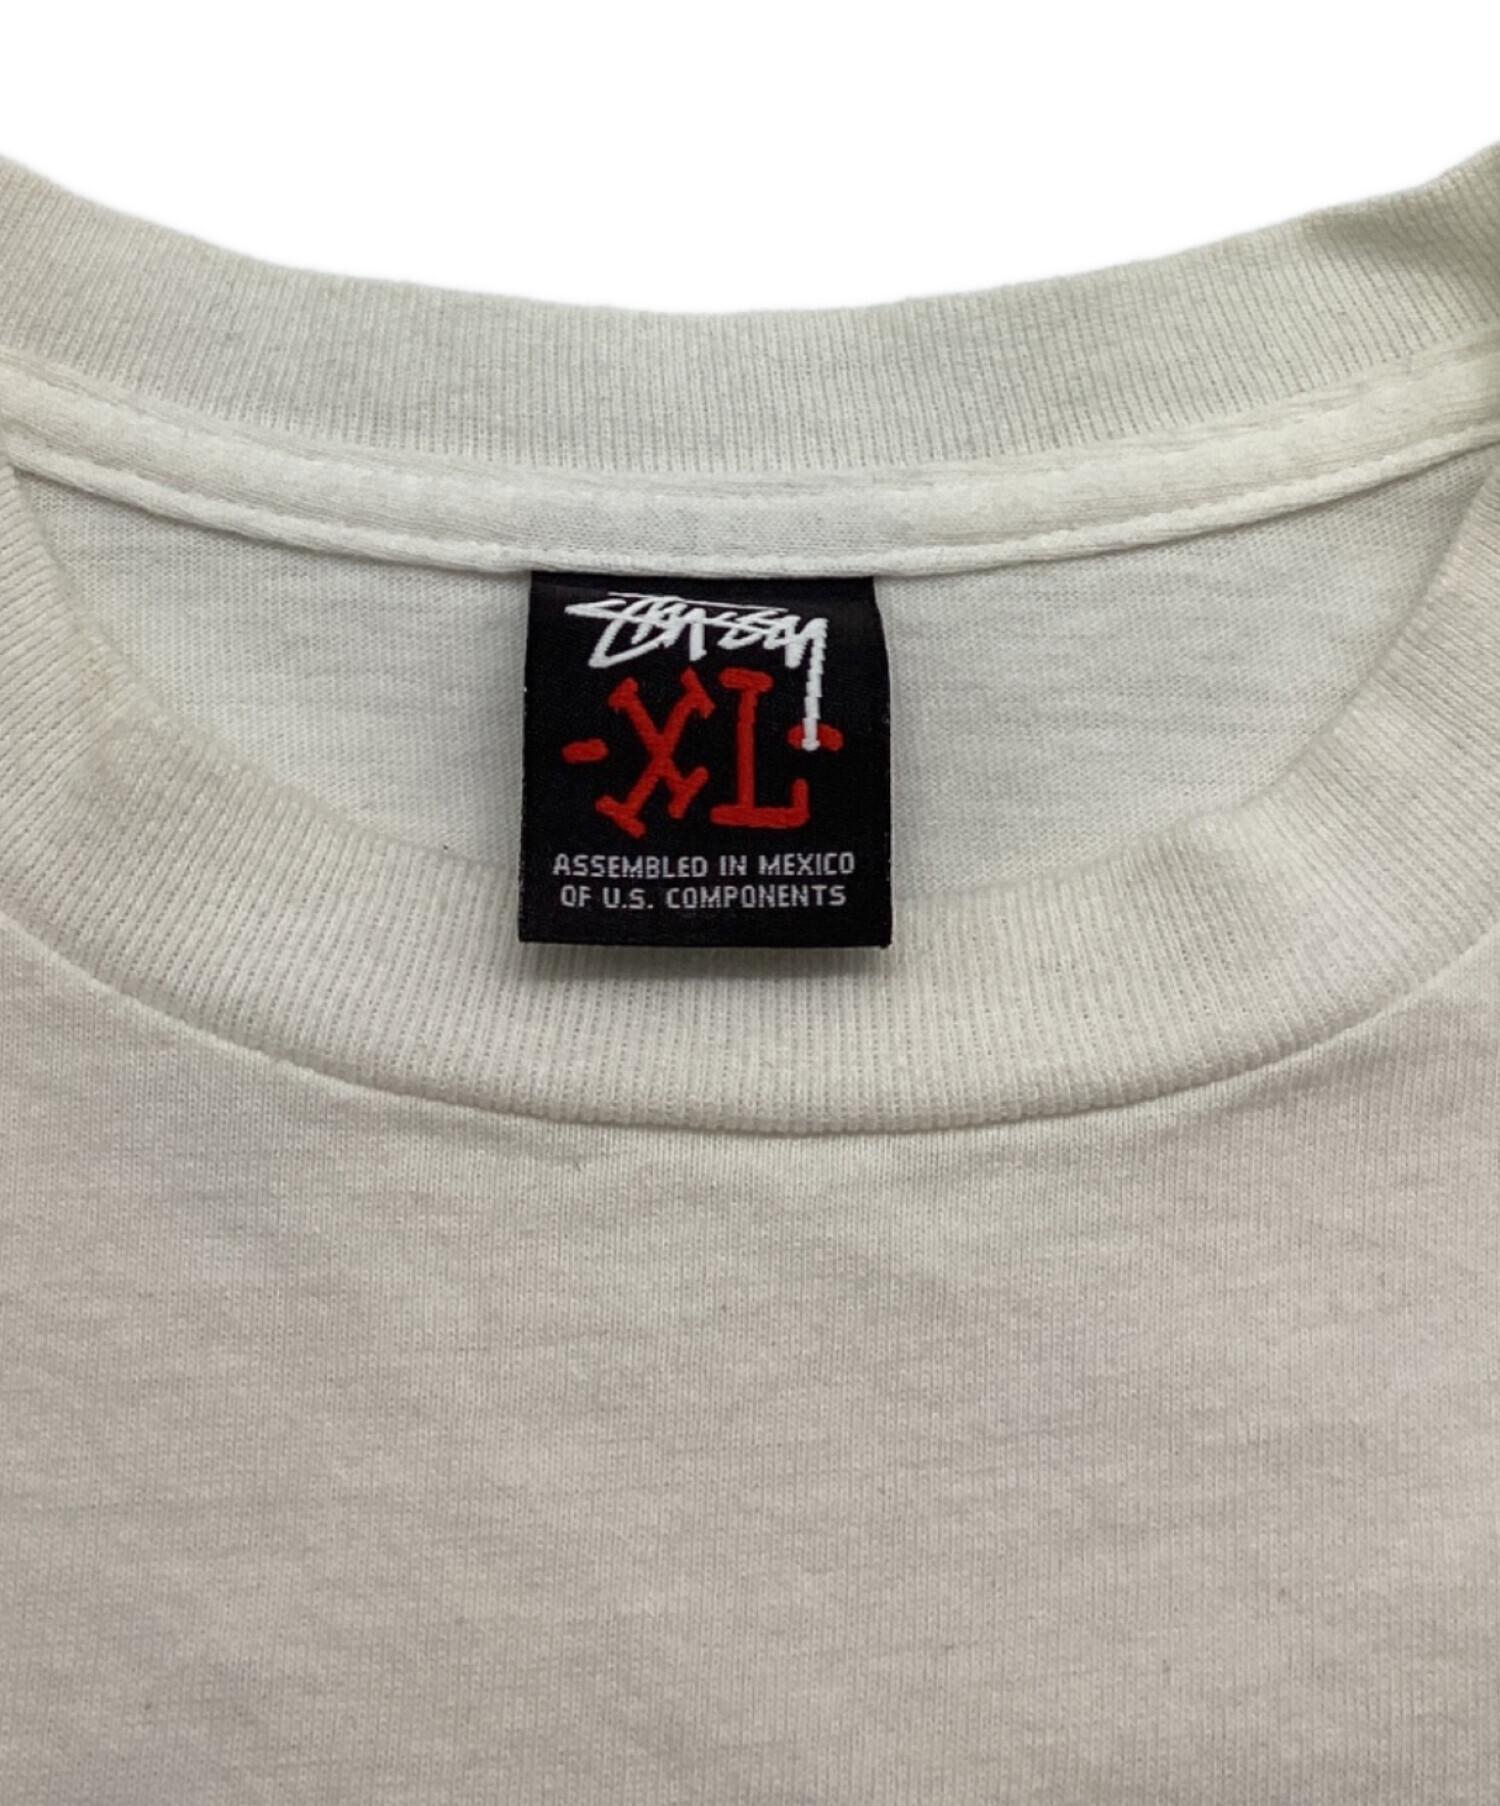 STÜSSY
-XL-
ASSEMBLED IN MEXICO
OF U.S. COMPONENTS